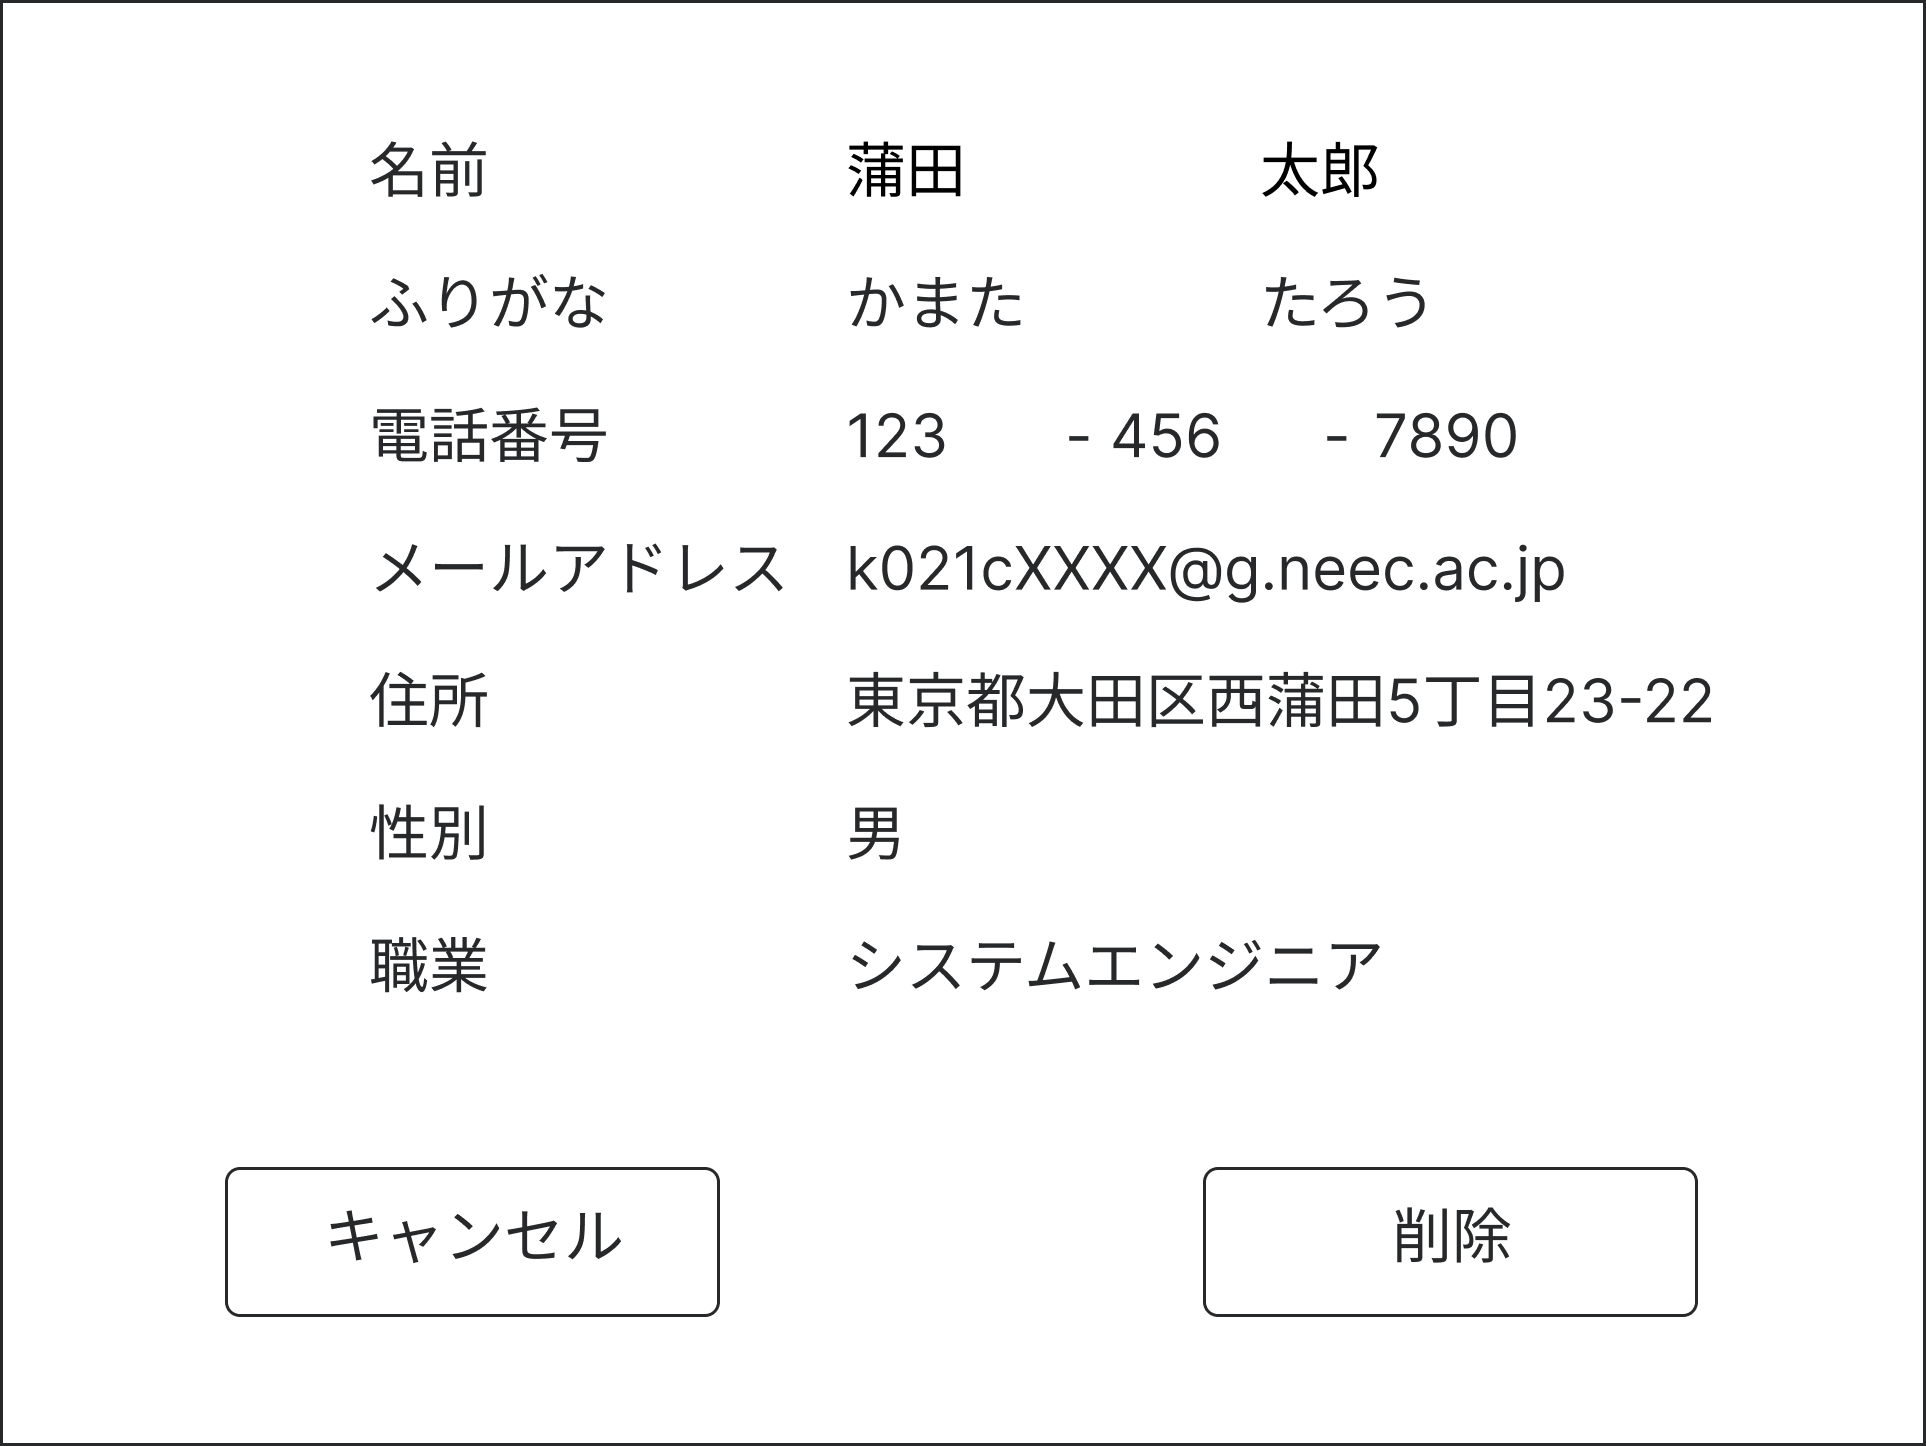 名前 蒲田 太郎
ふりがな かまた たろう
電話番号 123 - 456 - 7890
メールアドレス k021cXXXX@g.neec.ac.jp
住所 東京都大田区西蒲田5丁目23-22
性別 男
職業 システムエンジニア
キャンセル 削除